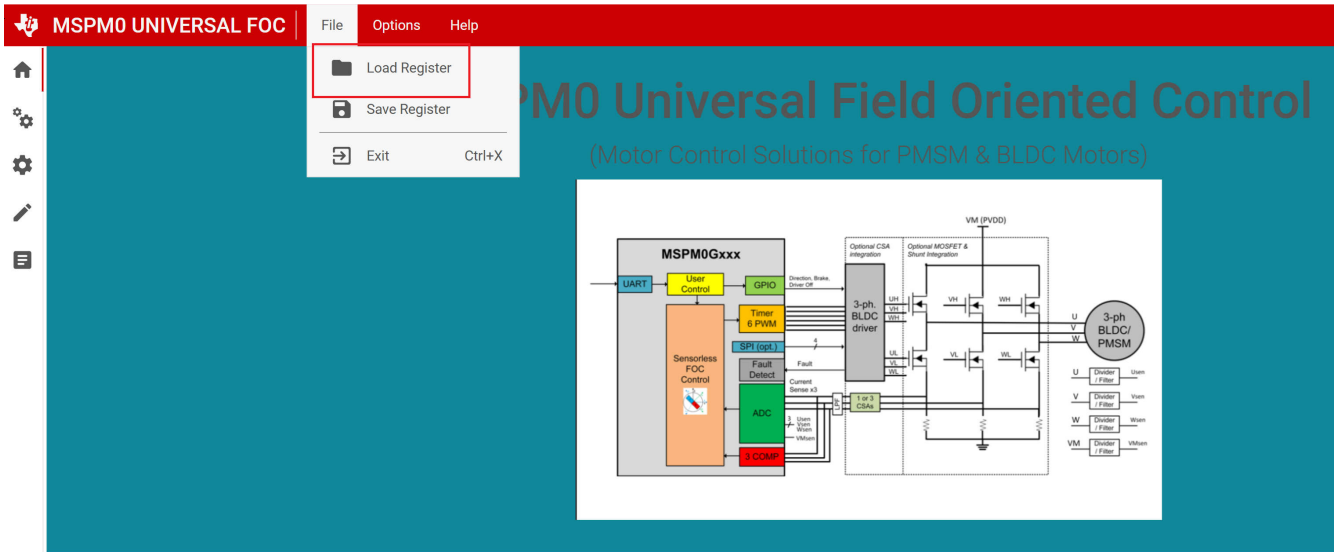 MSPM0 UNIVERSAL FOC
File Options Help
Load Register
Save Register
Exit Ctrl+X
PM0 Universal Field Oriented Control
(Motor Control Solutions for PMSM & BLDC Motors)
VM (PVDD)
MSPM0Gxxx
Optional CSA
integration
Optional MOSFET &
Shunt Integration
UART
User
Control
GPIO
Direction, Brake,
Driver Off
Timer
6 PWM
SPI (opt.)
4
Sensorless
FOC
Control
Fault
Detect
Fault
Current
Sense x3
ADC
3 Usen
Vsen
Wsen
VMsen
3 COMP
3-ph.
BLDC
driver
UH
VH
WH
UL
VL
WL
LPF
1 or 3
CSAs
VH
WH
VL
WL
U
V
W
3-ph
BLDC/
PMSM
U Divider / Filter Usen
V Divider / Filter Vsen
W Divider / Filter Wsen
VM Divider / Filter VMsen